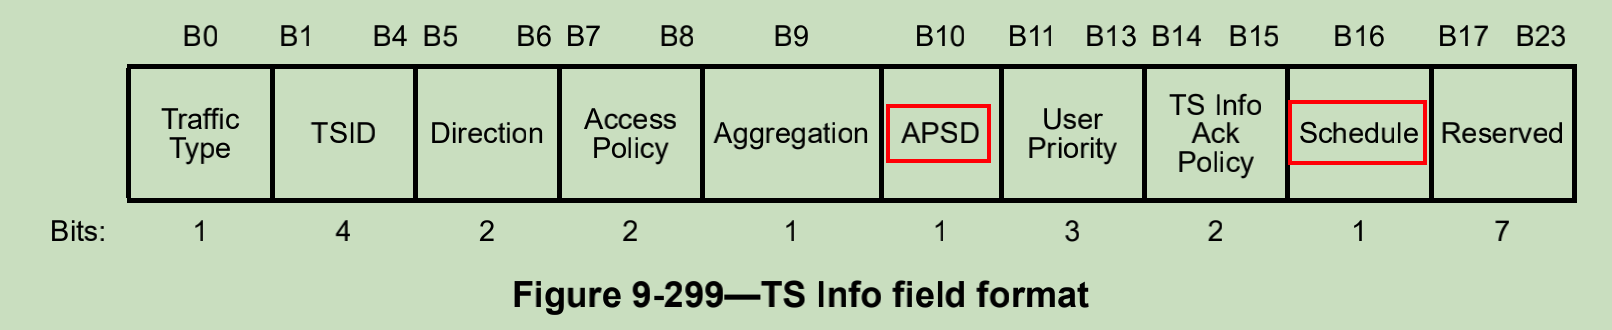 B0 B1 B4 B5 B6 B7 B8 B9 B10 B11 B13 B14 B15 B16 B17 B23
Traffic
Type
TSID
Direction
Access
Policy
Aggregation
APSD
User
Priority
TS Info
Ack
Policy
Schedule
Reserved
Bits: 1 4 2 2 1 1 3 2 1 7
Figure 9-299—TS Info field format